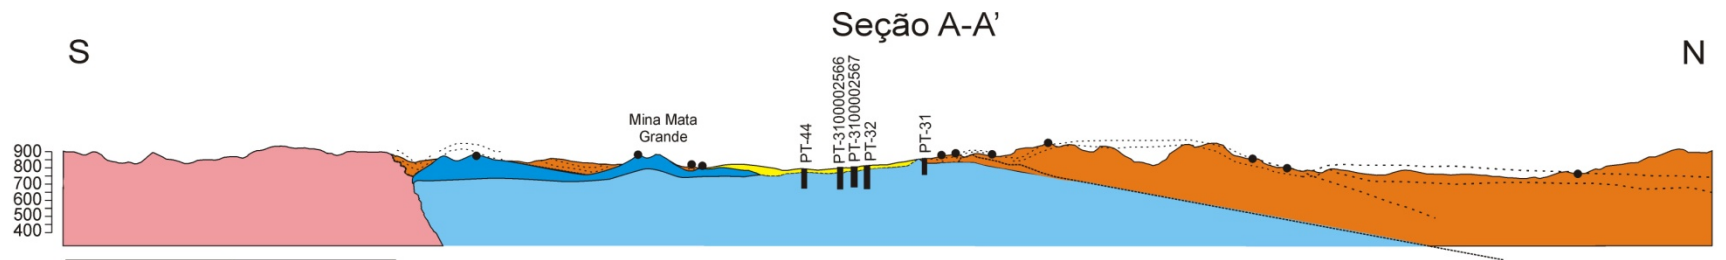 Seção A-A'
S
N
Mina Mata
Grande
PT-44
PT-3100002566
PT-3100002567
PT-32
PT-31
900
800
700
600
500
400